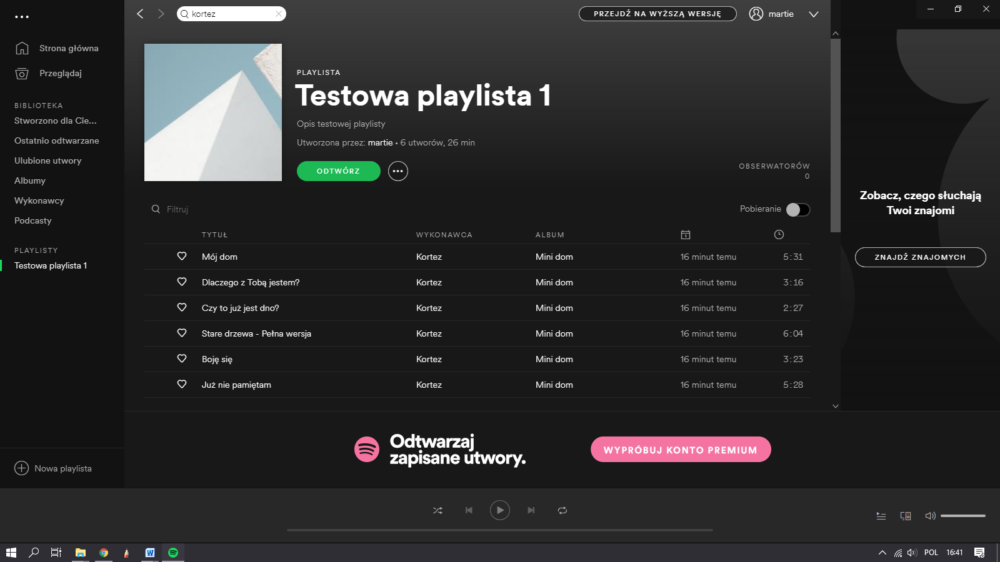 kortez
PRZEJDŹ NA WYŻSZĄ WERSJĘ
martie
Strona główna
Przeglądaj
BIBLIOTEKA
Stworzono dla Cie...
Ostatnio odtwarzane
Ulubione utwory
Albumy
Wykonawcy
Podcasty
PLAYLISTY
Testowa playlista 1
Nowa playlista
PLAYLISTA
Testowa playlista 1
Opis testowej playlisty
Utworzona przez: martie • 6 utworów, 26 min
ODTWÓRZ
OBSERWATORÓW
0
Filtruj
Pobieranie
TYTUŁ WYKONAWCA ALBUM
Mój dom Kortez Mini dom 16 minut temu 5:31
Dlaczego z Tobą jestem? Kortez Mini dom 16 minut temu 3:16
Czy to już jest dno? Kortez Mini dom 16 minut temu 2:27
Stare drzewa - Pełna wersja Kortez Mini dom 16 minut temu 6:04
Boję się Kortez Mini dom 16 minut temu 3:23
Już nie pamiętam Kortez Mini dom 16 minut temu 5:28
Zobacz, czego słuchają
Twoi znajomi
ZNAJDŹ ZNAJOMYCH
Odtwarzaj
zapisane utwory.
WYPRÓBUJ KONTO PREMIUM
POL 16:41